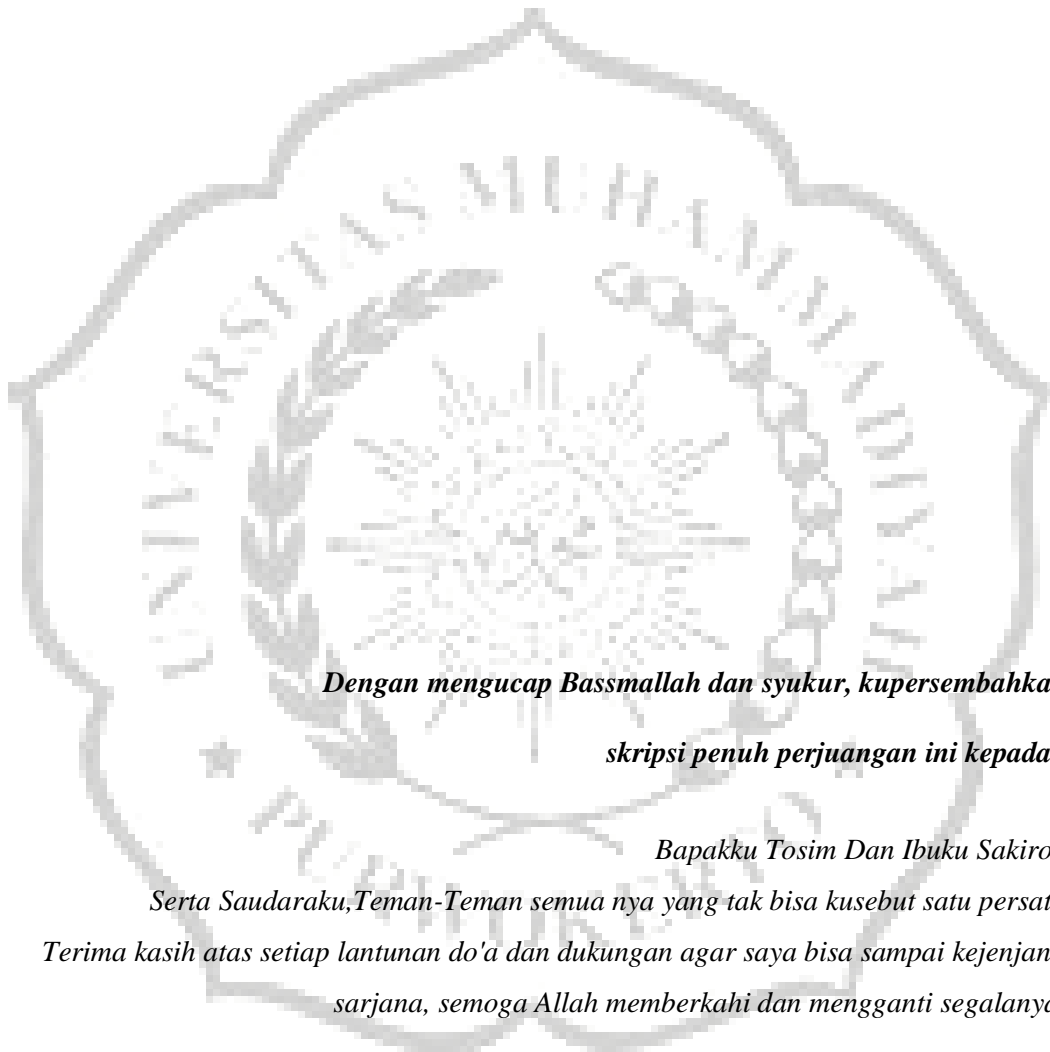 UNIVERSITAS MUHAMMADIYAH
PURWOKERTO
Dengan mengucap Bassmallah dan syukur, kupersembahka
skripsi penuh perjuangan ini kepada
Bapakku Tosim Dan Ibuku Sakiro
Serta Saudaraku,Teman-Teman semua nya yang tak bisa kusebut satu persat
Terima kasih atas setiap lantunan do'a dan dukungan agar saya bisa sampai kejenjan
sarjana, semoga Allah memberkahi dan mengganti segalanya